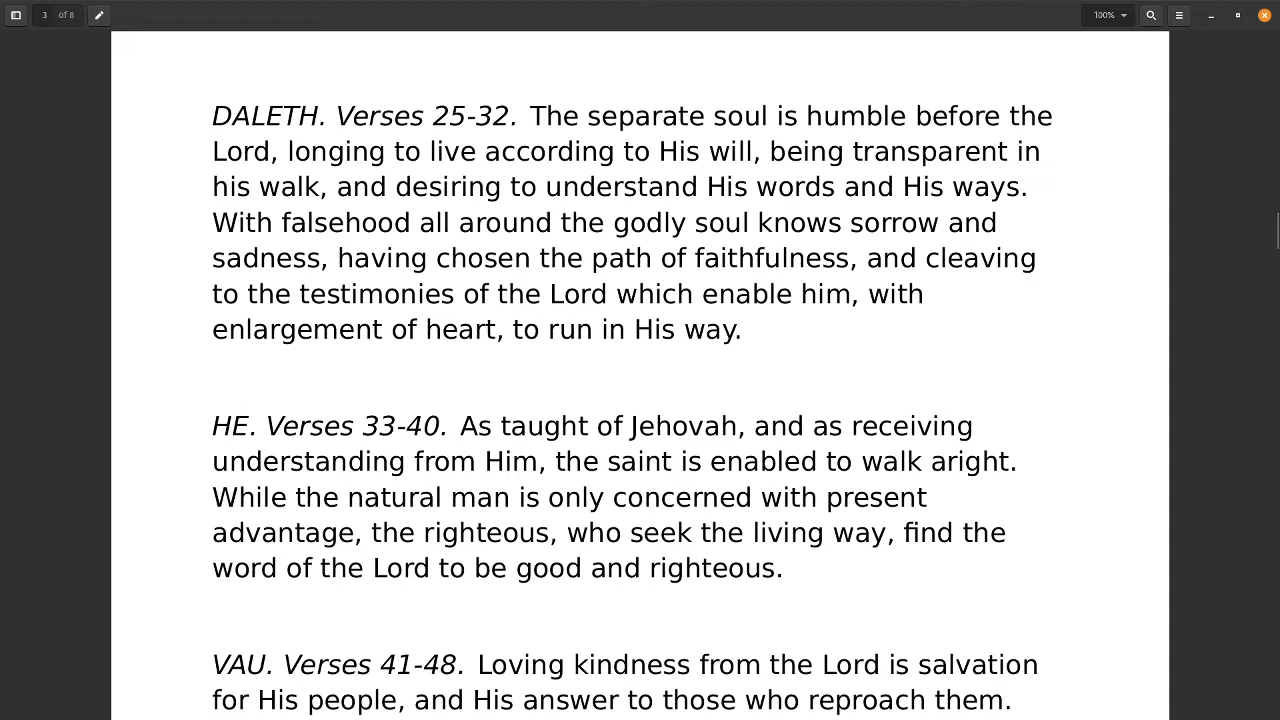 3 of 8
100%
DALETH. Verses 25-32. The separate soul is humble before the
Lord, longing to live according to His will, being transparent in
his walk, and desiring to understand His words and His ways.
With falsehood all around the godly soul knows sorrow and
sadness, having chosen the path of faithfulness, and cleaving
to the testimonies of the Lord which enable him, with
enlargement of heart, to run in His way.
HE. Verses 33-40. As taught of Jehovah, and as receiving
understanding from Him, the saint is enabled to walk aright.
While the natural man is only concerned with present
advantage, the righteous, who seek the living way, find the
word of the Lord to be good and righteous.
VAU. Verses 41-48. Loving kindness from the Lord is salvation
for His people, and His answer to those who reproach them.